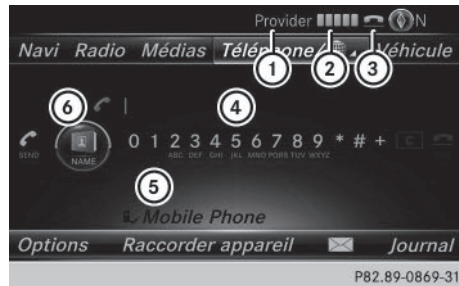 Provider N
Navi Radio Médias Téléphone / Véhicule
1 2 3
6 4
SEND NAME 0 1 2 3 4 5 6 7 8 9 * # + C
ABC DEF GHI JKL MNO PQRS TUV WXYZ
5
Mobile Phone
Options Raccorder appareil Journal
P82.89-0869-31